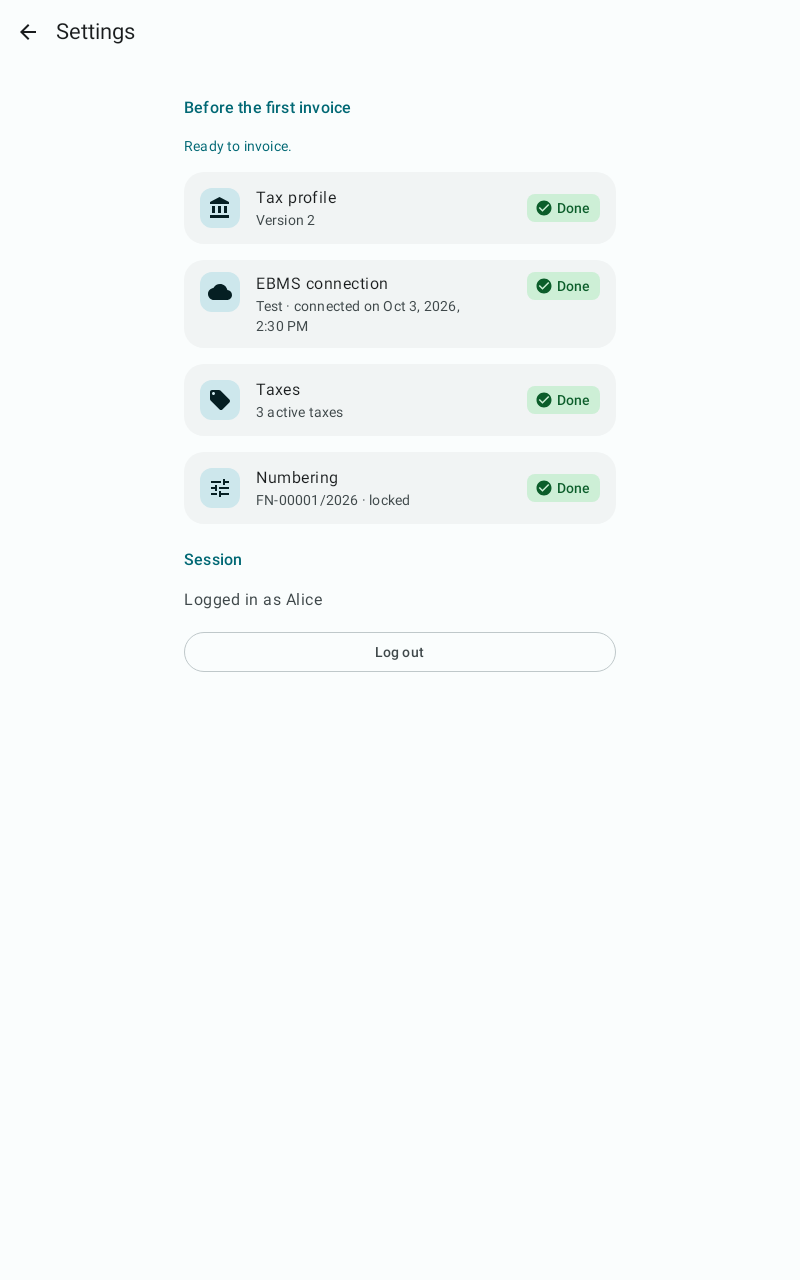 Settings
Before the first invoice
Ready to invoice.
Tax profile
Version 2
Done
EBMS connection
Test · connected on Oct 3, 2026,
2:30 PM
Done
Taxes
3 active taxes
Done
Numbering
FN-00001/2026 · locked
Done
Session
Logged in as Alice
Log out